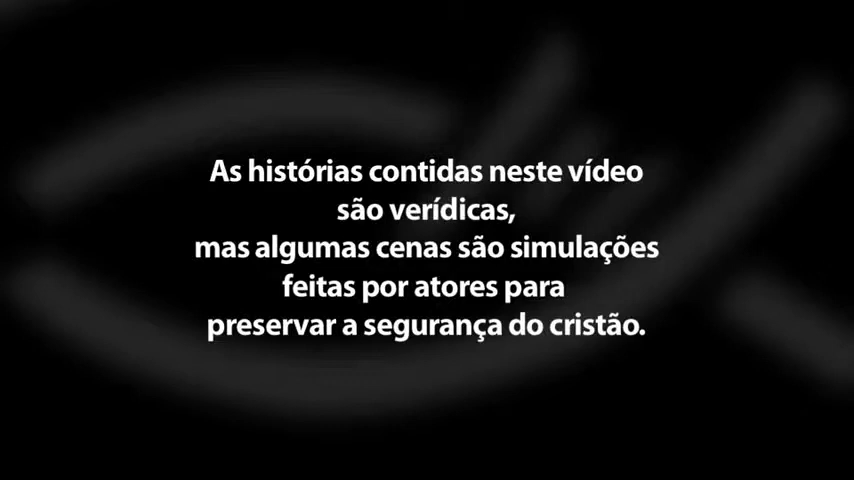 As histórias contidas neste vídeo
são verídicas,
mas algumas cenas são simulações
feitas por atores para
preservar a segurança do cristão.